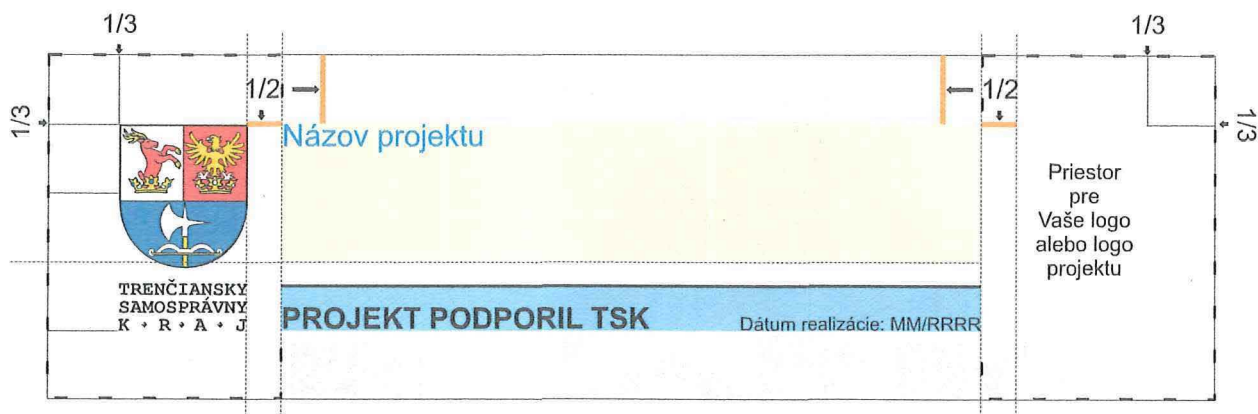 1/3
1/3
1/2
1/2
1/3
1/3
Názov projektu
Priestor
pre
Vaše logo
alebo logo
projektu
TRENČIANSKY
SAMOSPRÁVNY
K • R • A • J
PROJEKT PODPORIL TSK
Dátum realizácie: MM/RRRR